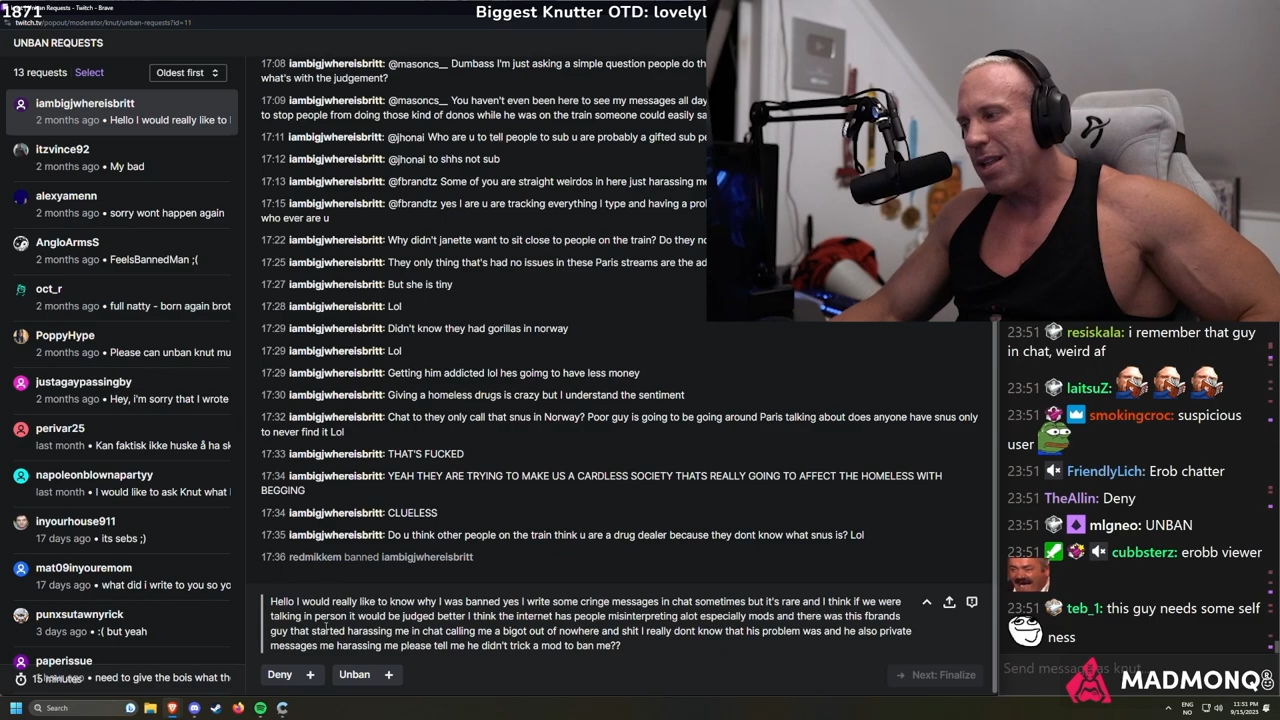 1871
Unban Requests - Twitch - Brave
twitch.tv/popout/moderator/knut/unban-requests?id=11
Biggest Knutter OTD: lovelyl
UNBAN REQUESTS
13 requests Select Oldest first
iambigjwhereisbritt
2 months ago • Hello I would really like to
itzvince92
2 months ago • My bad
alexyamenn
2 months ago • sorry wont happen again
AngloArmsS
2 months ago • FeelsBannedMan ;(
oct_r
2 months ago • full natty - born again brot
PoppyHype
2 months ago • Please can unban knut mu
justagaypassingby
2 months ago • Hey, i'm sorry that I wrote
perivar25
last month • Kan faktisk ikke huske å ha sk
napoleonblownapartyy
last month • I would like to ask Knut what
inyourhouse911
17 days ago • its sebs ;)
mat09inyouremom
17 days ago • what did i write to you so yo
punxsutawnyrick
3 days ago • :( but yeah
paperissue
15 minutes • need to give the bois what th
17:08 iambigjwhereisbritt: @masoncs__ Dumbass I'm just asking a simple question people do th
what's with the judgement?
17:09 iambigjwhereisbritt: @masoncs__ You haven't even been here to see my messages all day
to stop people from doing those kind of donos while he was on the train someone could easily sa
17:11 iambigjwhereisbritt: @jhonai Who are u to tell people to sub u are probably a gifted sub pe
17:12 iambigjwhereisbritt: @jhonai to shhs not sub
17:13 iambigjwhereisbritt: @fbrandtz Some of you are straight weirdos in here just harassing me
17:15 iambigjwhereisbritt: @fbrandtz yes I are u are tracking everything I type and having a prol
who ever are u
17:22 iambigjwhereisbritt: Why didn't janette want to sit close to people on the train? Do they no
17:25 iambigjwhereisbritt: They only thing that's had no issues in these Paris streams are the ad
17:27 iambigjwhereisbritt: But she is tiny
17:28 iambigjwhereisbritt: Lol
17:29 iambigjwhereisbritt: Didn't know they had gorillas in norway
17:29 iambigjwhereisbritt: Lol
17:29 iambigjwhereisbritt: Getting him addicted lol hes goimg to have less money
17:30 iambigjwhereisbritt: Giving a homeless drugs is crazy but I understand the sentiment
17:32 iambigjwhereisbritt: Chat to they only call that snus in Norway? Poor guy is going to be going around Paris talking about does anyone have snus only
to never find it Lol
17:33 iambigjwhereisbritt: THAT'S FUCKED
17:34 iambigjwhereisbritt: YEAH THEY ARE TRYING TO MAKE US A CARDLESS SOCIETY THATS REALLY GOING TO AFFECT THE HOMELESS WITH
BEGGING
17:34 iambigjwhereisbritt: CLUELESS
17:35 iambigjwhereisbritt: Do u think other people on the train think u are a drug dealer because they dont know what snus is? Lol
17:36 redmikkem banned iambigjwhereisbritt
Hello I would really like to know why I was banned yes I write some cringe messages in chat sometimes but it's rare and I think if we were
talking in person it would be judged better I think the internet has people misinterpreting alot especially mods and there was this fbrands
guy that started harassing me in chat calling me a bigot out of nowhere and shit I really dont know that his problem was and he also private
messages me harassing me please tell me he didn't trick a mod to ban me??
Deny + Unban + Next: Finalize
23:51 resiskala: i remember that guy
in chat, weird af
23:51 laitsuZ:
23:51 smokingcroc: suspicious
user
23:51 FriendlyLich: Erob chatter
23:51 TheAllin: Deny
23:51 mlgneo: UNBAN
23:51 cubbsterz: erobb viewer
23:51 teb_1: this guy needs some self
ness
Send message as knut
MADMONQ
Search
ENG
NO
11:51 PM
9/15/2023